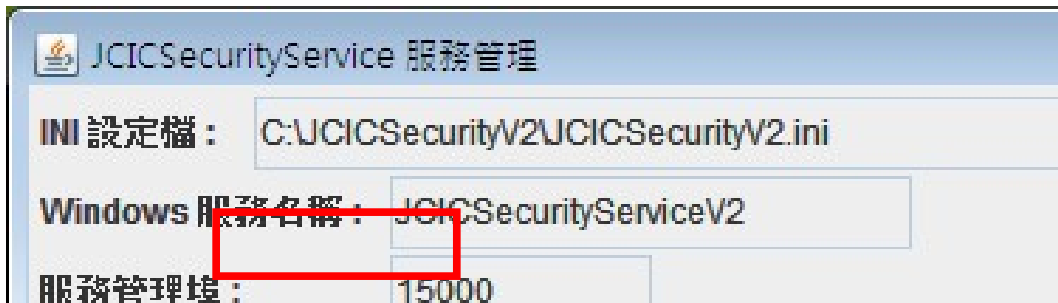 JCICSecurityService 服務管理
INI 設定檔： C:\JCICSecurityV2\JCICSecurityV2.ini
Windows 服務名稱： JCICSecurityServiceV2
服務管理埠： 15000